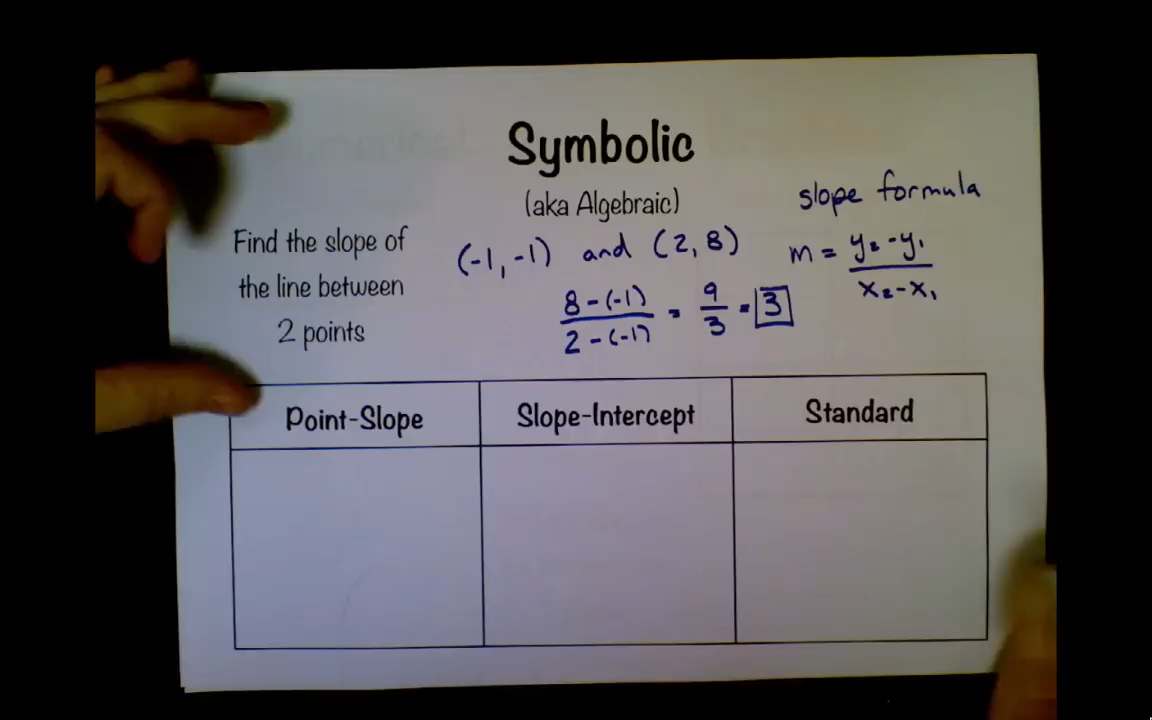 Symbolic
(aka Algebraic)
slope formula
Find the slope of
the line between
2 points
(-1, -1) and (2, 8)
m = y₂ - y₁ / x₂ - x₁
8 - (-1) / 2 - (-1) = 9/3 = 3
Point-Slope
Slope-Intercept
Standard